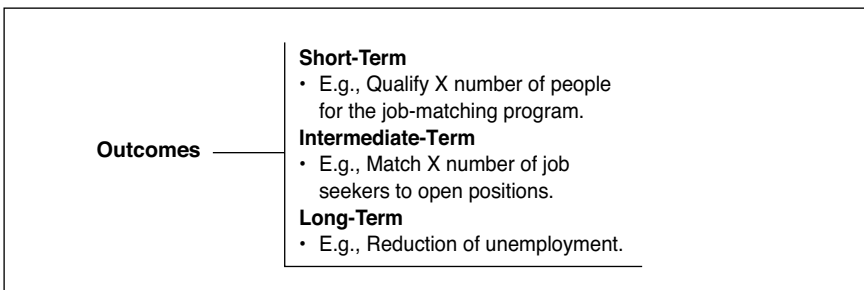 Outcomes
Short-Term
• E.g., Qualify X number of people
for the job-matching program.
Intermediate-Term
• E.g., Match X number of job
seekers to open positions.
Long-Term
• E.g., Reduction of unemployment.